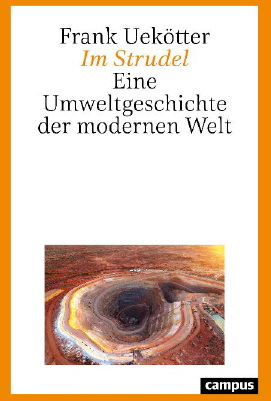 Frank Uekötter
Im Strudel
Eine
Umweltgeschichte
der modernen Welt
campus